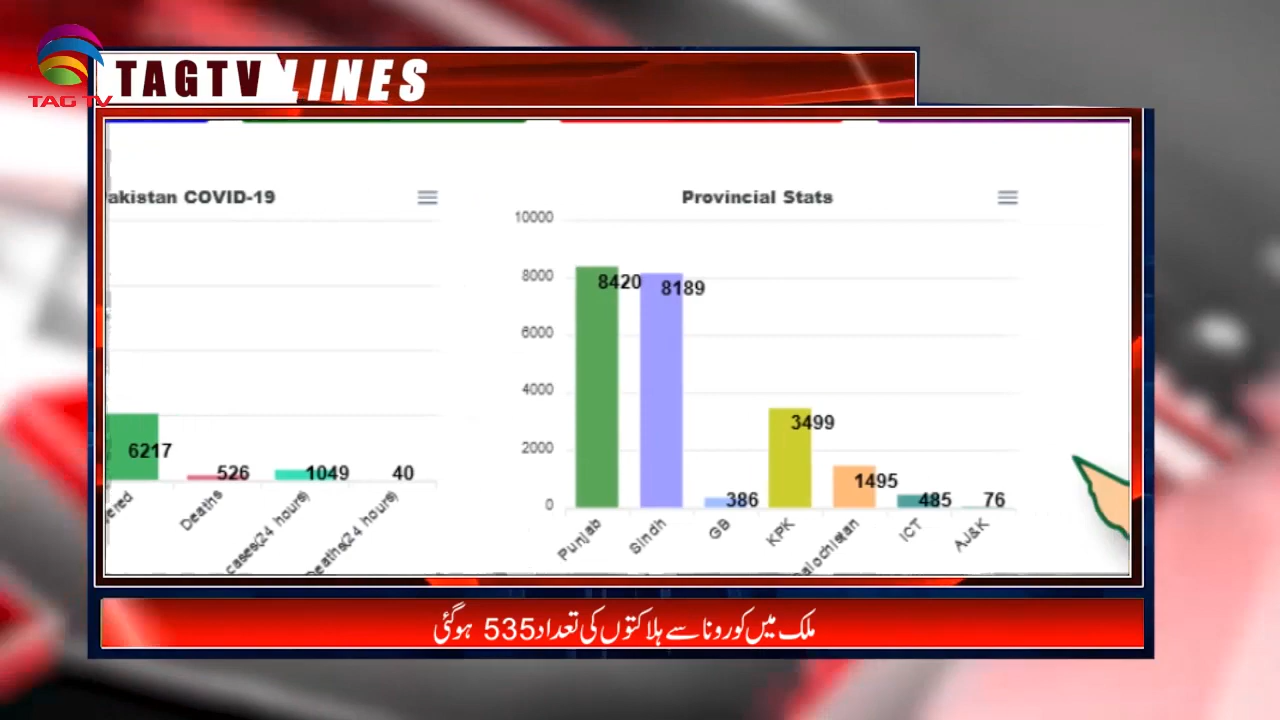 TAG TV
TAGTV LINES
akistan COVID-19
6217
526
1049
40
ered
Deaths
cases(24 hours)
Deaths(24 hours)
Provincial Stats
10000
8000
6000
4000
2000
0
8420
8189
386
3499
1495
485
76
Punjab
Sindh
GB
KPK
alochistan
ICT
AJ&K
ملک میں کورونا سے ہلاکتوں کی تعداد 535 ہوگئی